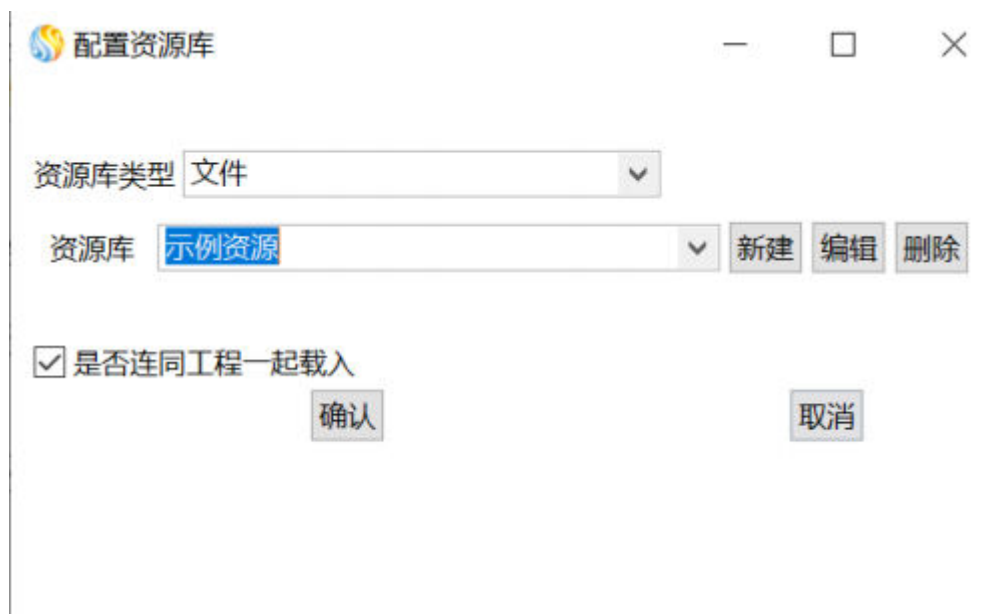 配置资源库
资源库类型 文件
资源库 示例资源 新建 编辑 删除
是否连同工程一起载入
确认 取消